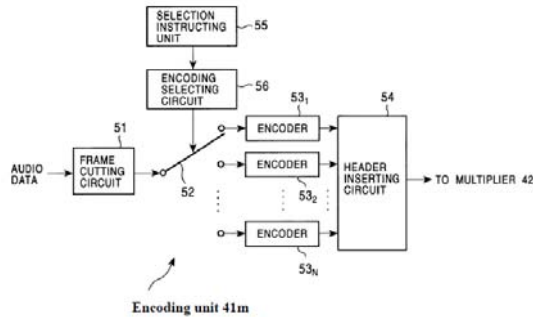 SELECTION
INSTRUCTING
UNIT
55
ENCODING
SELECTING
CIRCUIT
56
51
FRAME
CUTTING
CIRCUIT
AUDIO
DATA
52
53₁
ENCODER
ENCODER
53₂
ENCODER
53ₙ
54
HEADER
INSERTING
CIRCUIT
TO MULTIPLIER 42
Encoding unit 41m